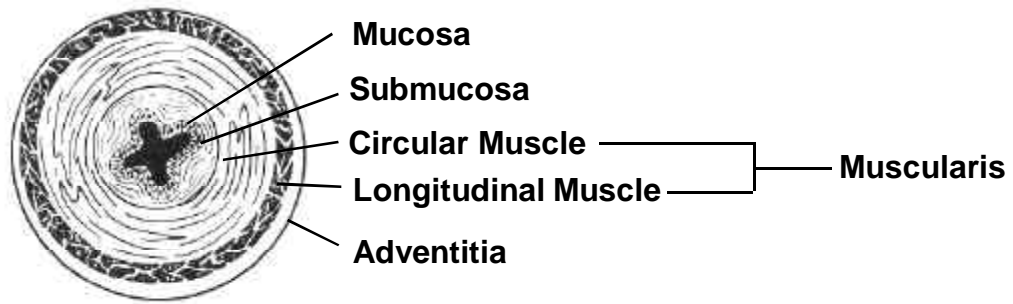 Mucosa
Submucosa
Circular Muscle
Longitudinal Muscle
Muscularis
Adventitia